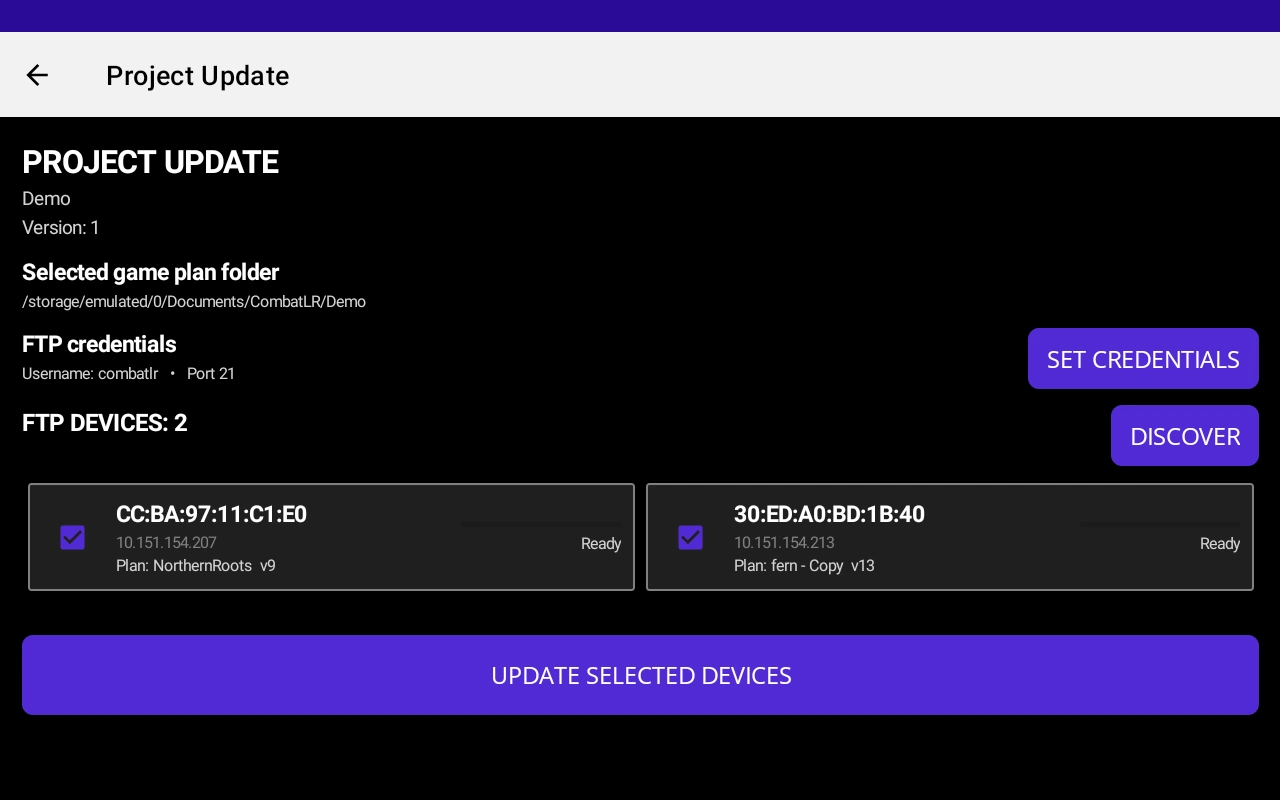 Project Update
PROJECT UPDATE
Demo
Version: 1
Selected game plan folder
/storage/emulated/0/Documents/CombatLR/Demo
FTP credentials
Username: combatlr • Port 21
SET CREDENTIALS
FTP DEVICES: 2
DISCOVER
CC:BA:97:11:C1:E0
10.151.154.207
Ready
Plan: NorthernRoots v9
30:ED:A0:BD:1B:40
10.151.154.213
Ready
Plan: fern - Copy v13
UPDATE SELECTED DEVICES